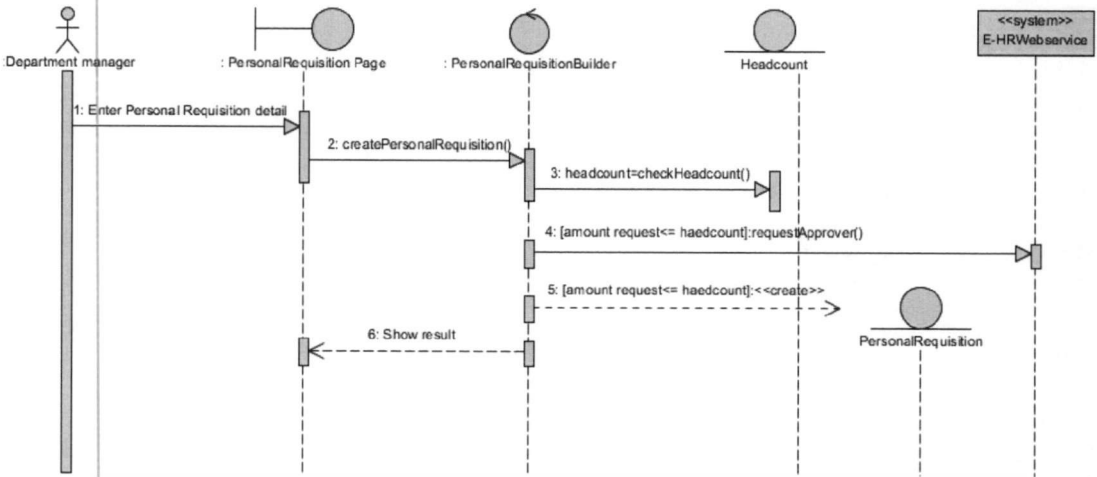 <<system>>
E-HRWebservice
:Department manager
: PersonalRequisition Page
: PersonalRequisitionBuilder
Headcount
1: Enter Personal Requisition detail
2: createPersonalRequisition()
3: headcount=checkHeadcount()
4: [amount request<= haedcount]:requestApprover()
5: [amount request<= haedcount]:<<create>>
6: Show result
PersonalRequisition